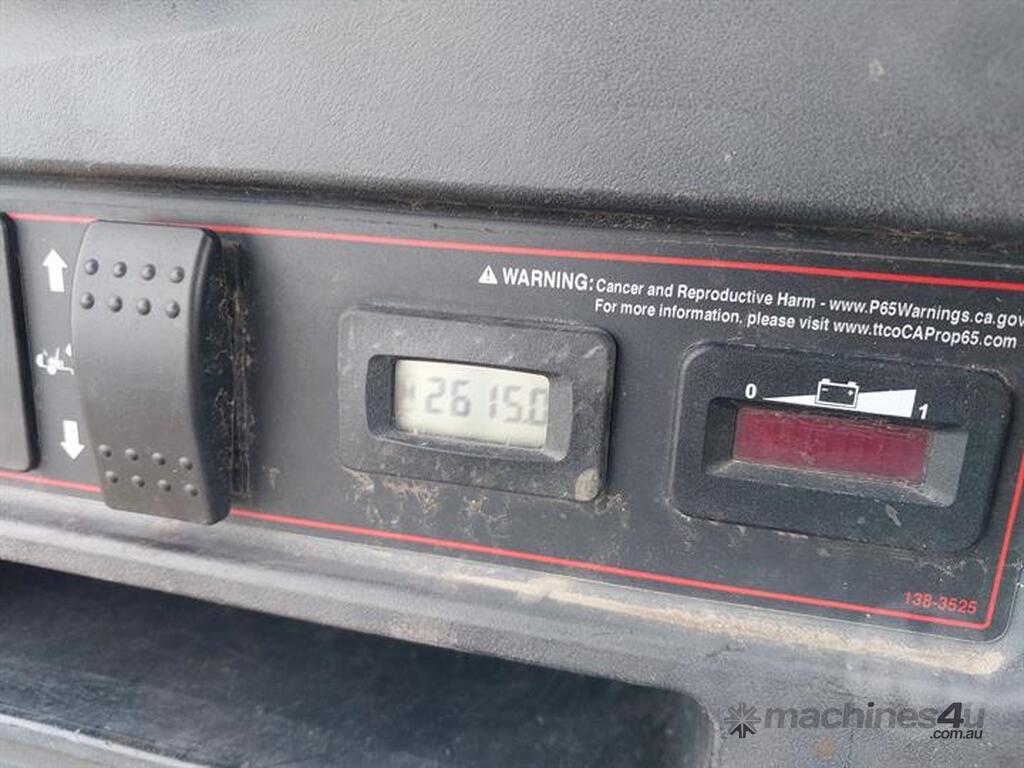 WARNING: Cancer and Reproductive Harm - www.P65Warnings.ca.gov
For more information, please visit www.ttcoCAProp65.com
2615.0
0
1
138-3525
machines4u
.com.au